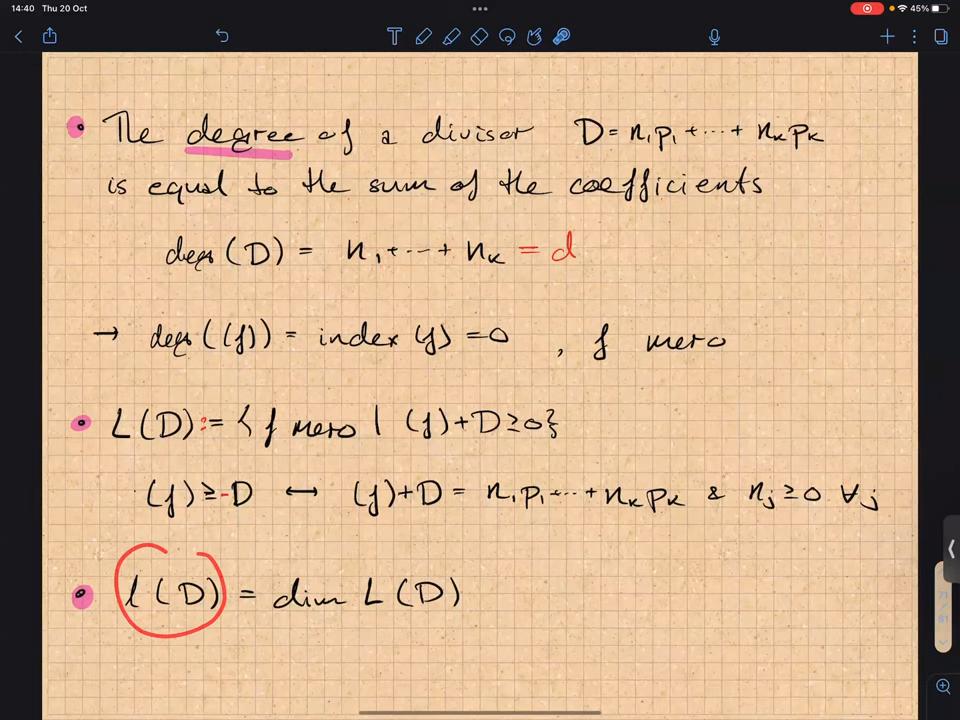 14:40 Thu 20 Oct
45%
• The degree of a divisor D = n₁p₁ + ··· + nₖpₖ
is equal to the sum of the coefficients
deg(D) = n₁ + ··· + nₖ = d
→ deg((f)) = index(f) = 0 , f mero
• L(D) := {f mero | (f) + D ≥ 0}
(f) ≥ -D ↔ (f) + D = n₁p₁ + ··· + nₖpₖ & nⱼ ≥ 0 ∀j
• l(D) = dim L(D)